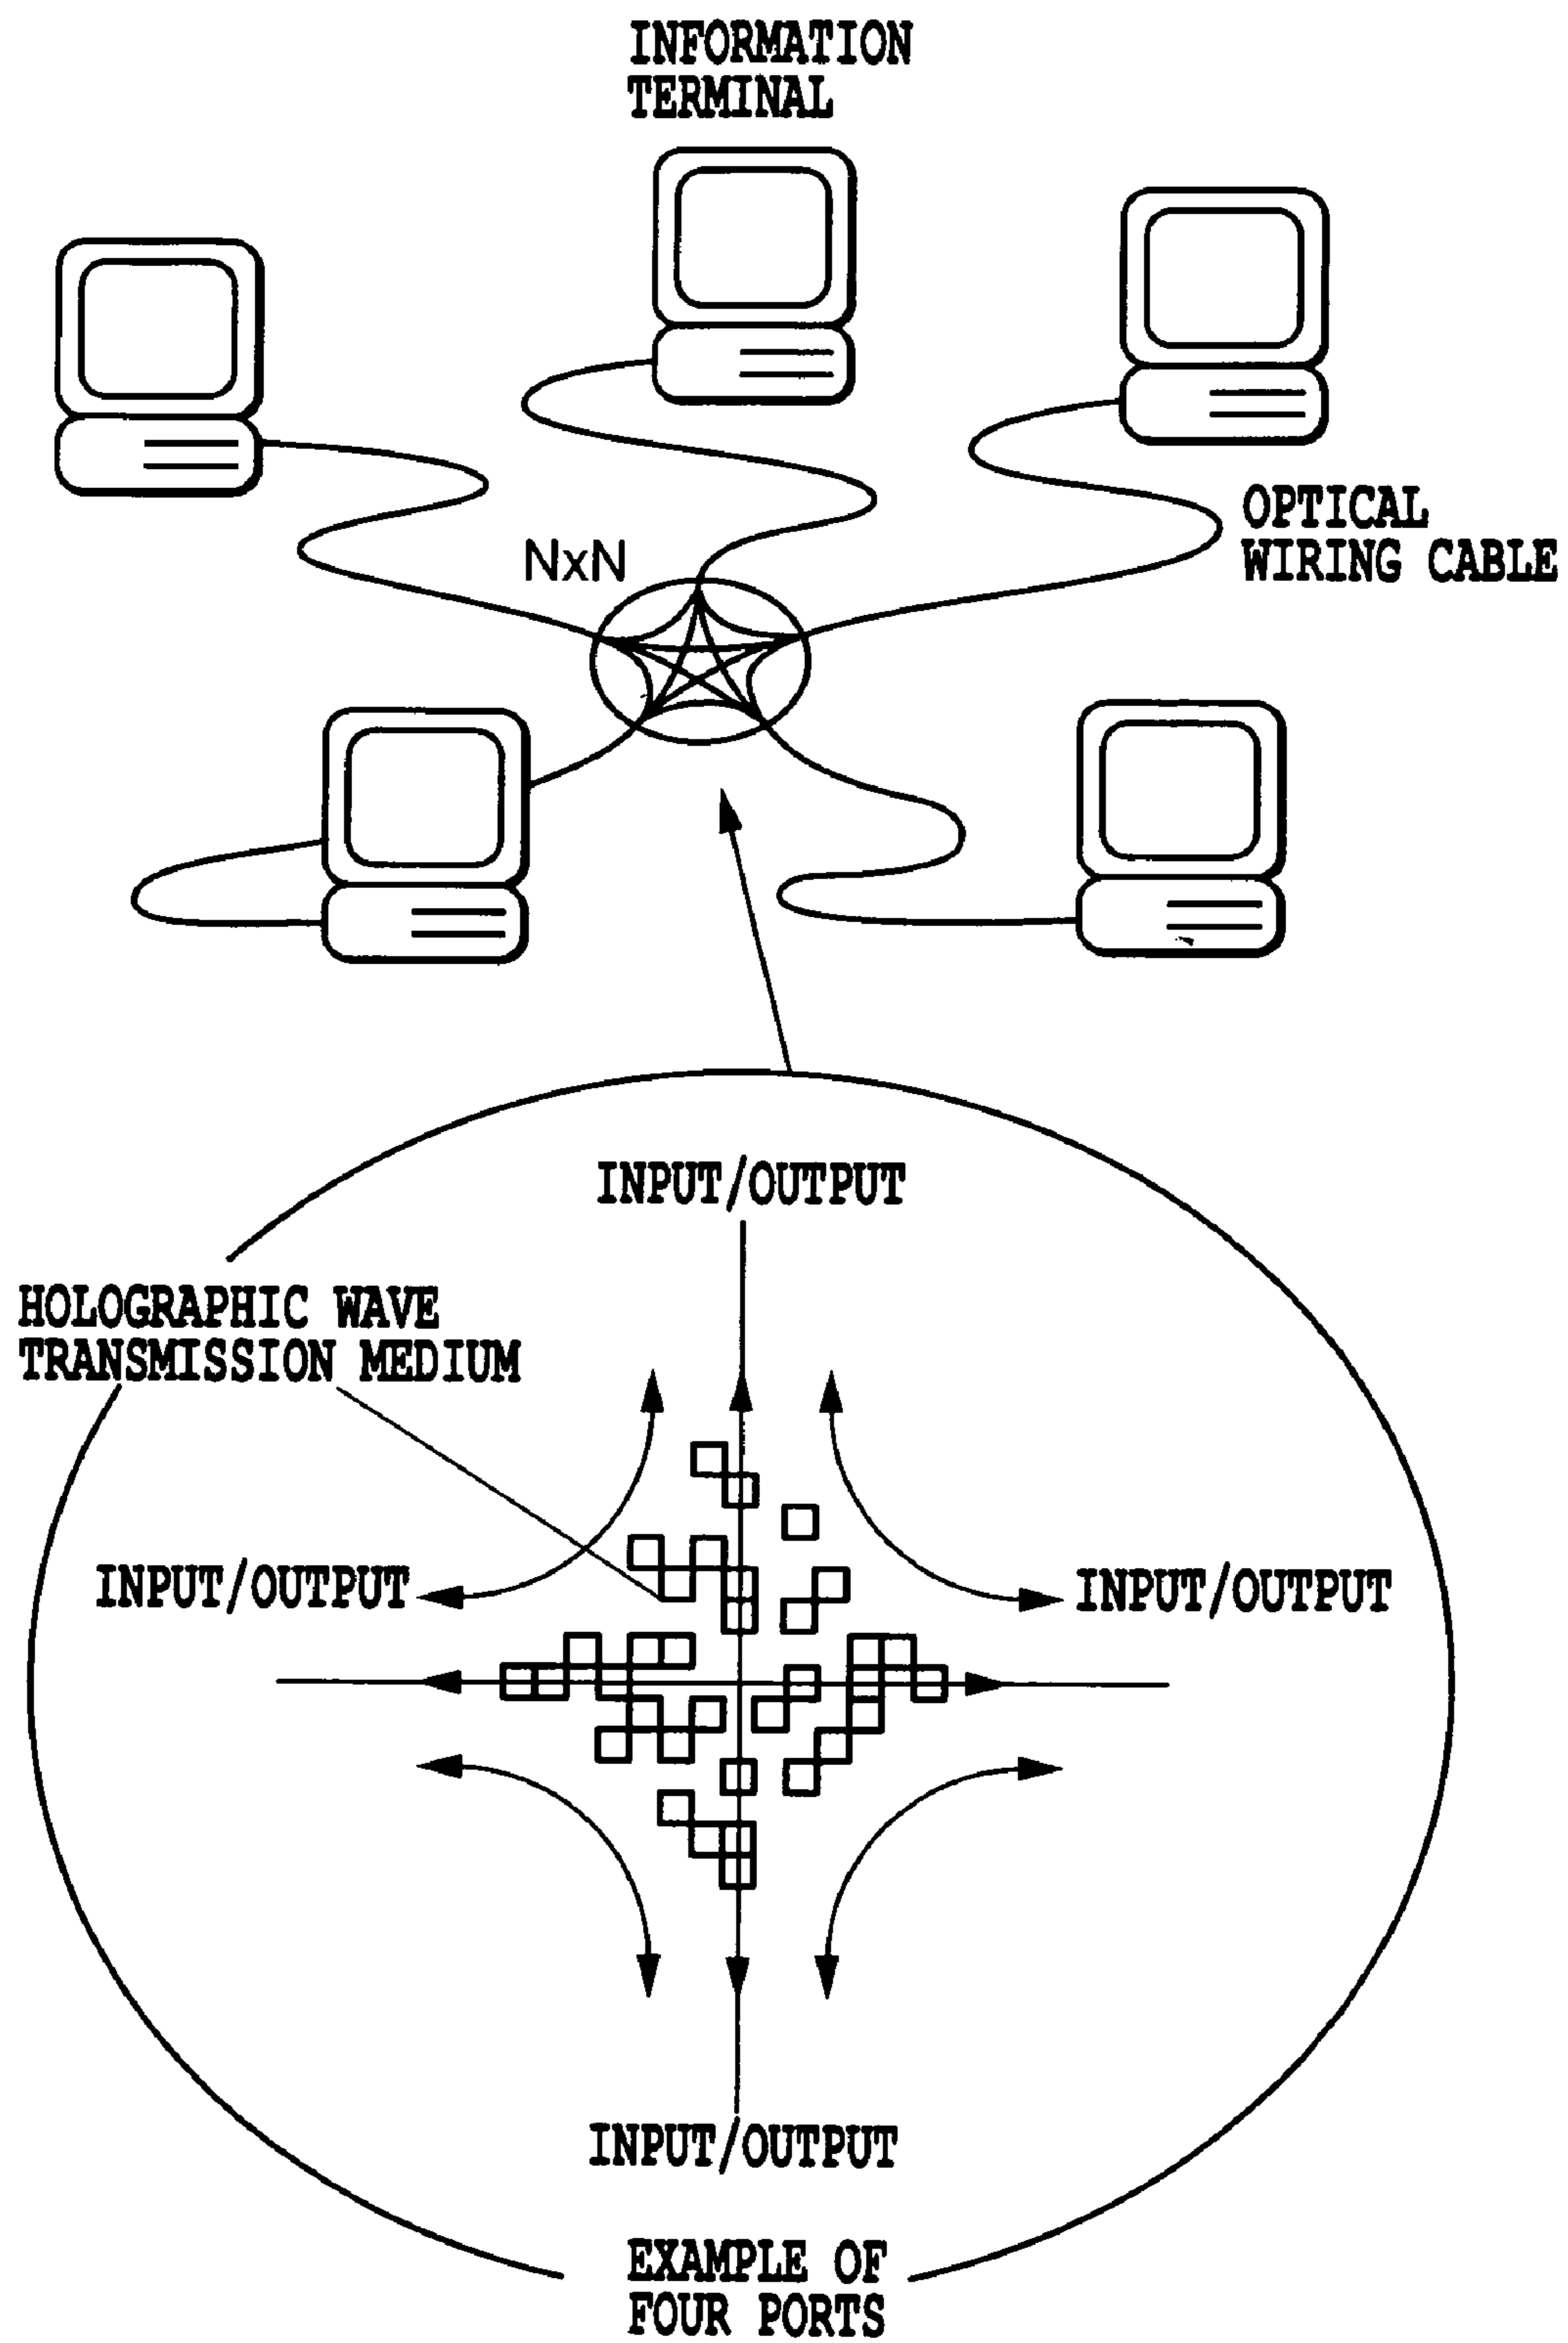 INFORMATION
TERMINAL
OPTICAL
WIRING CABLE
NxN
INPUT/OUTPUT
HOLOGRAPHIC WAVE
TRANSMISSION MEDIUM
INPUT/OUTPUT
INPUT/OUTPUT
INPUT/OUTPUT
EXAMPLE OF
FOUR PORTS